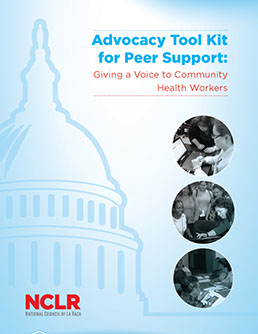 Advocacy Tool Kit
for Peer Support:
Giving a Voice to Community
Health Workers
NCLR
NATIONAL COUNCIL OF LA RAZA